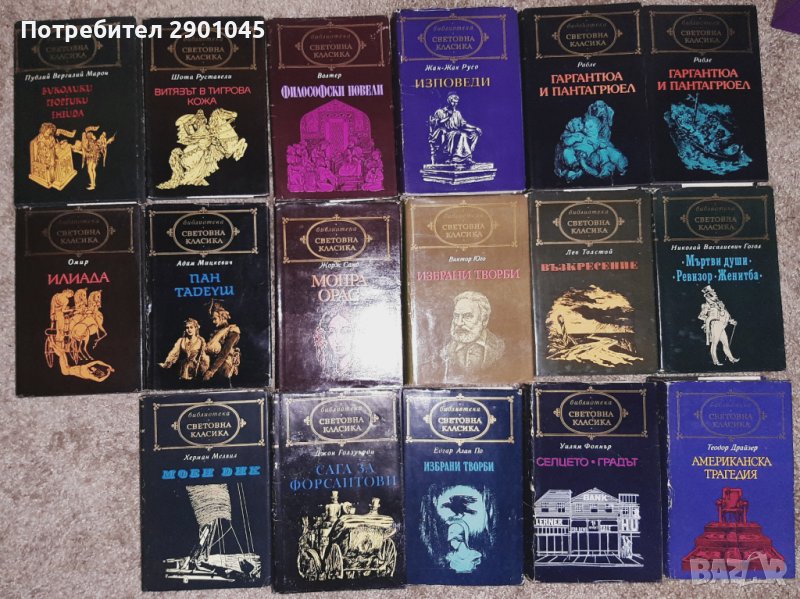 Потребител 2901045
библиотека
СВЕТОВНА
КЛАСИКА
Публий Вергилий Марон
БУКОЛИКИ
ГЕОРГИКИ
ЕНЕИДА
библиотека
СВЕТОВНА
КЛАСИКА
Шота Руставели
ВИТЯЗЪТ В ТИГРОВА
КОЖА
библиотека
СВЕТОВНА
КЛАСИКА
Волтер
ФИЛОСОФСКИ НОВЕЛИ
библиотека
СВЕТОВНА
КЛАСИКА
Жан-Жак Русо
ИЗПОВЕДИ
библиотека
СВЕТОВНА
КЛАСИКА
Рабле
ГАРГАНТЮА
И ПАНТАГРЮЕЛ
библиотека
СВЕТОВНА
КЛАСИКА
Рабле
ГАРГАНТЮА
И ПАНТАГРЮЕЛ
библиотека
СВЕТОВНА
КЛАСИКА
Омир
ИЛИАДА
библиотека
СВЕТОВНА
КЛАСИКА
Адам Мицкевич
ПАН
ТАДЕУШ
библиотека
СВЕТОВНА
КЛАСИКА
Жорж Санд
МОПРА
ОРАС
библиотека
СВЕТОВНА
КЛАСИКА
Виктор Юго
ИЗБРАНИ ТВОРБИ
библиотека
СВЕТОВНА
КЛАСИКА
Лев Толстой
ВЪЗКРЕСЕНИЕ
библиотека
СВЕТОВНА
КЛАСИКА
Николай Василиевич Гогол
Мъртви души
Ревизор • Женитба
библиотека
СВЕТОВНА
КЛАСИКА
Херман Мелвил
МОБИ ДИК
библиотека
СВЕТОВНА
КЛАСИКА
Джон Голзуърди
САГА ЗА
ФОРСАЙТОВИ
библиотека
СВЕТОВНА
КЛАСИКА
Едгар Алан По
ИЗБРАНИ ТВОРБИ
библиотека
СВЕТОВНА
КЛАСИКА
Уилям Фокнър
СЕЛЦЕТО • ГРАДЪТ
BANK
LERNER
библиотека
СВЕТОВНА
КЛАСИКА
Теодор Драйзер
АМЕРИКАНСКА
ТРАГЕДИЯ
BAZAR